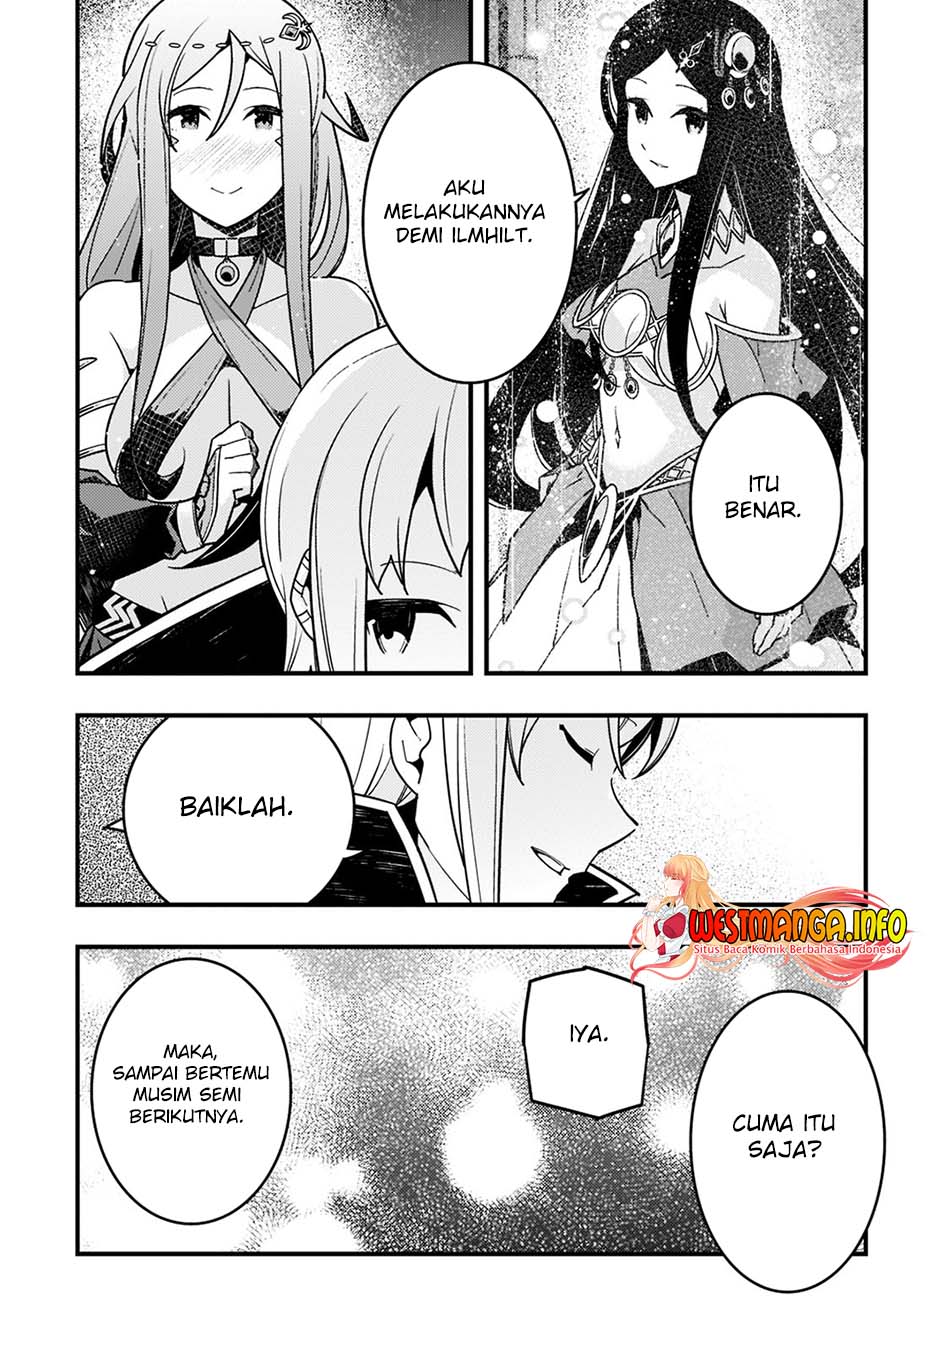 ITU
BENAR.
AKU
MELAKUKANNYA
DEMI ILMHILT.
BAIKLAH.
WESTMANGA.INFO
Situs Baca Komik Berbahasa Indonesia
CUMA ITU
SAJA?
IYA.
MAKA,
SAMPAI BERTEMU
MUSIM SEMI
BERIKUTNYA.